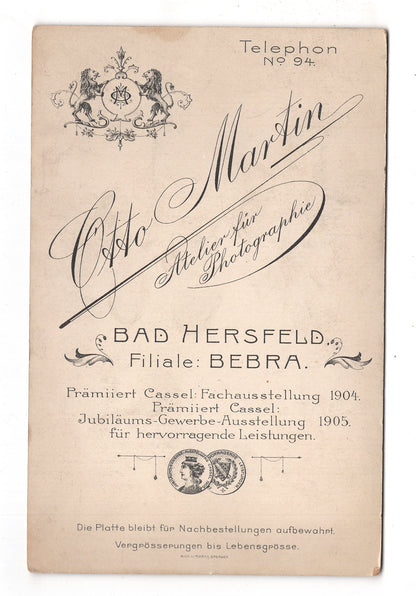 Telephon
No 94.
OM
Otto Martin
Atelier für
Photographie
BAD HERSFELD.
Filiale: BEBRA.
Prämiiert Cassel: Fachausstellung 1904.
Prämiiert Cassel:
Jubiläums-Gewerbe-Ausstellung 1905.
für hervorragende Leistungen.
Die Platte bleibt für Nachbestellungen aufbewahrt.
Vergrösserungen bis Lebensgrösse.